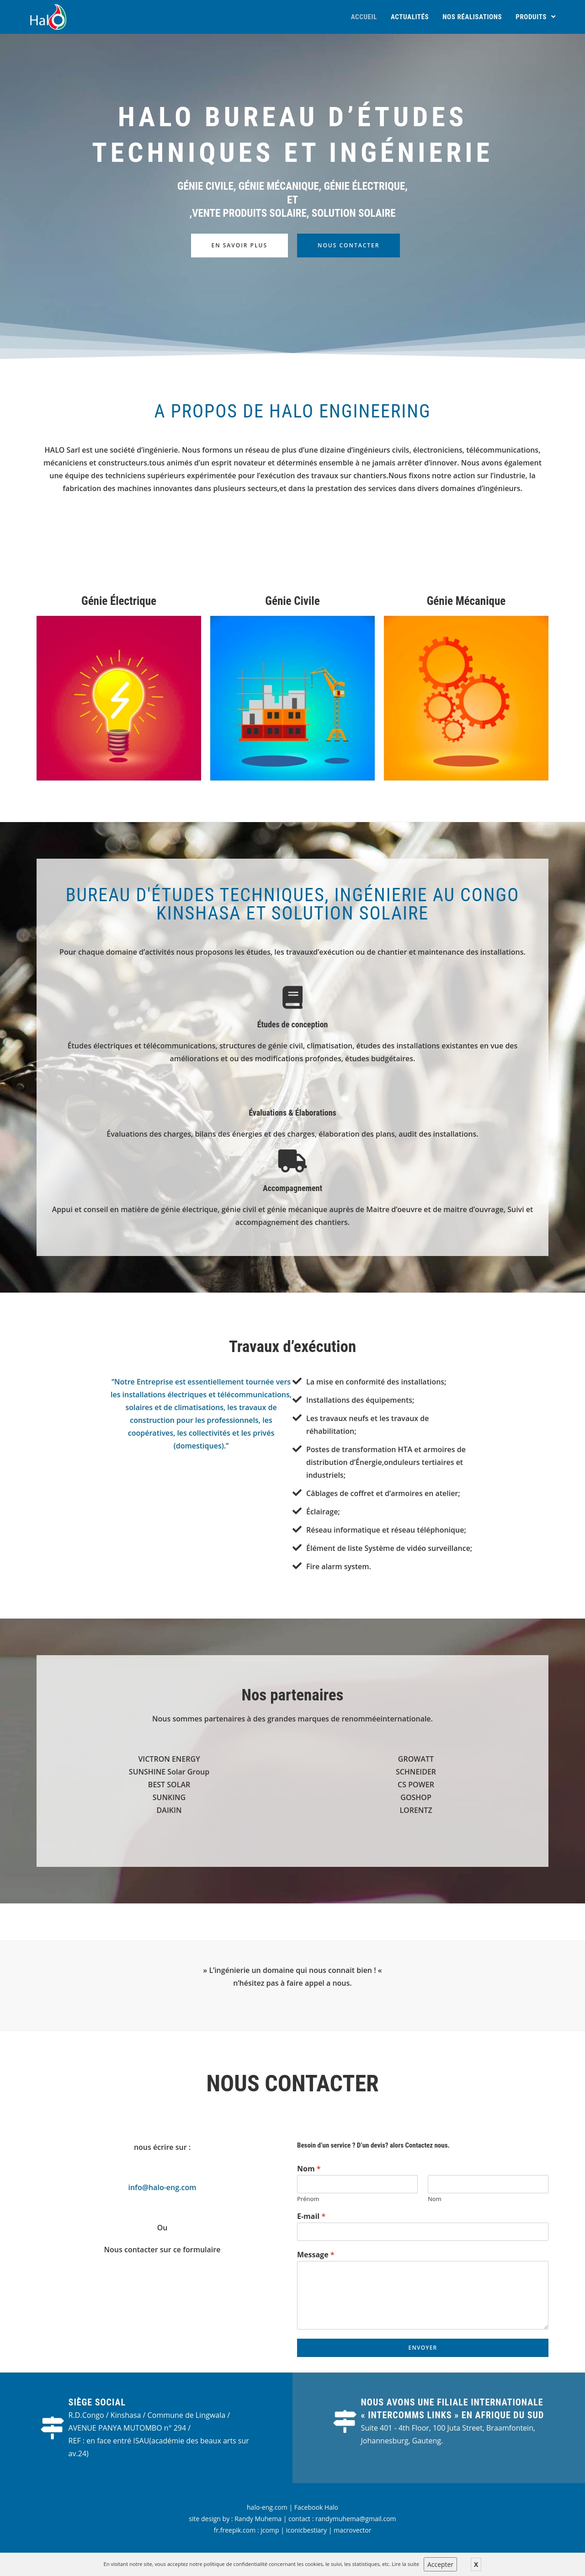 Halo
ACCUEIL
ACTUALITÉS
NOS RÉALISATIONS
PRODUITS
HALO BUREAU D’ÉTUDES
TECHNIQUES ET INGÉNIERIE
GÉNIE CIVILE, GÉNIE MÉCANIQUE, GÉNIE ÉLECTRIQUE,
ET
,VENTE PRODUITS SOLAIRE, SOLUTION SOLAIRE
EN SAVOIR PLUS
NOUS CONTACTER
A PROPOS DE HALO ENGINEERING
HALO Sarl est une société d’ingénierie. Nous formons un réseau de plus d’une dizaine d’ingénieurs civils, électroniciens, télécommunications,
mécaniciens et constructeurs.tous animés d’un esprit novateur et déterminés ensemble à ne jamais arrêter d’innover. Nous avons également
une équipe des techniciens supérieurs expérimentée pour l’exécution des travaux sur chantiers.Nous fixons notre action sur l’industrie, la
fabrication des machines innovantes dans plusieurs secteurs,et dans la prestation des services dans divers domaines d’ingénieurs.
Génie Électrique
Génie Civile
Génie Mécanique
BUREAU D'ÉTUDES TECHNIQUES, INGÉNIERIE AU CONGO
KINSHASA ET SOLUTION SOLAIRE
Pour chaque domaine d’activités nous proposons les études, les travauxd’exécution ou de chantier et maintenance des installations.
Études de conception
Études électriques et télécommunications, structures de génie civil, climatisation, études des installations existantes en vue des
améliorations et ou des modifications profondes, études budgétaires.
Évaluations & Élaborations
Évaluations des charges, bilans des énergies et des charges, élaboration des plans, audit des installations.
Accompagnement
Appui et conseil en matière de génie électrique, génie civil et génie mécanique auprès de Maitre d’oeuvre et de maitre d’ouvrage, Suivi et
accompagnement des chantiers.
Travaux d’exécution
“Notre Entreprise est essentiellement tournée vers
les installations électriques et télécommunications,
solaires et de climatisations, les travaux de
construction pour les professionnels, les
coopératives, les collectivités et les privés
(domestiques).”
La mise en conformité des installations;
Installations des équipements;
Les travaux neufs et les travaux de
réhabilitation;
Postes de transformation HTA et armoires de
distribution d’Énergie,onduleurs tertiaires et
industriels;
Câblages de coffret et d’armoires en atelier;
Éclairage;
Réseau informatique et réseau téléphonique;
Élément de liste Système de vidéo surveillance;
Fire alarm system.
Nos partenaires
Nous sommes partenaires à des grandes marques de renomméeinternationale.
VICTRON ENERGY
SUNSHINE Solar Group
BEST SOLAR
SUNKING
DAIKIN
GROWATT
SCHNEIDER
CS POWER
GOSHOP
LORENTZ
» L’ingénierie un domaine qui nous connait bien ! «
n’hésitez pas à faire appel a nous.
NOUS CONTACTER
nous écrire sur :
info@halo-eng.com
Ou
Nous contacter sur ce formulaire
Besoin d’un service ? D’un devis? alors Contactez nous.
Nom *
Prénom
Nom
E-mail *
Message *
ENVOYER
SIÈGE SOCIAL
R.D.Congo / Kinshasa / Commune de Lingwala /
AVENUE PANYA MUTOMBO n° 294 /
REF : en face entré ISAU(académie des beaux arts sur
av.24)
NOUS AVONS UNE FILIALE INTERNATIONALE
« INTERCOMMS LINKS » EN AFRIQUE DU SUD
Suite 401 - 4th Floor, 100 Juta Street, Braamfontein,
Johannesburg, Gauteng.
halo-eng.com | Facebook Halo
site design by : Randy Muhema | contact : randymuhema@gmail.com
fr.freepik.com : jcomp | iconicbestiary | macrovector
En visitant notre site, vous acceptez notre politique de confidentialité concernant les cookies, le suivi, les statistiques, etc. Lire la suite
Accepter
X